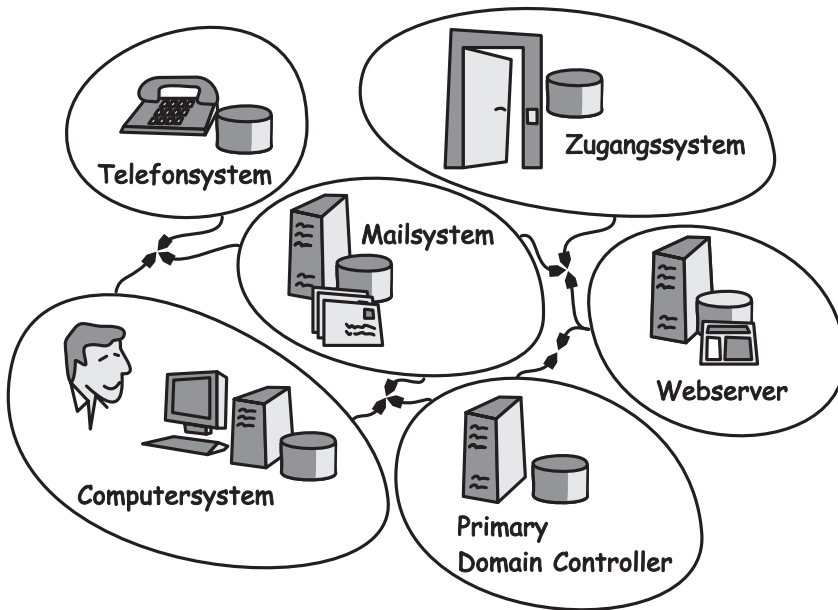 Telefonsystem
Zugangssystem
Mailsystem
Webserver
Computersystem
Primary
Domain Controller